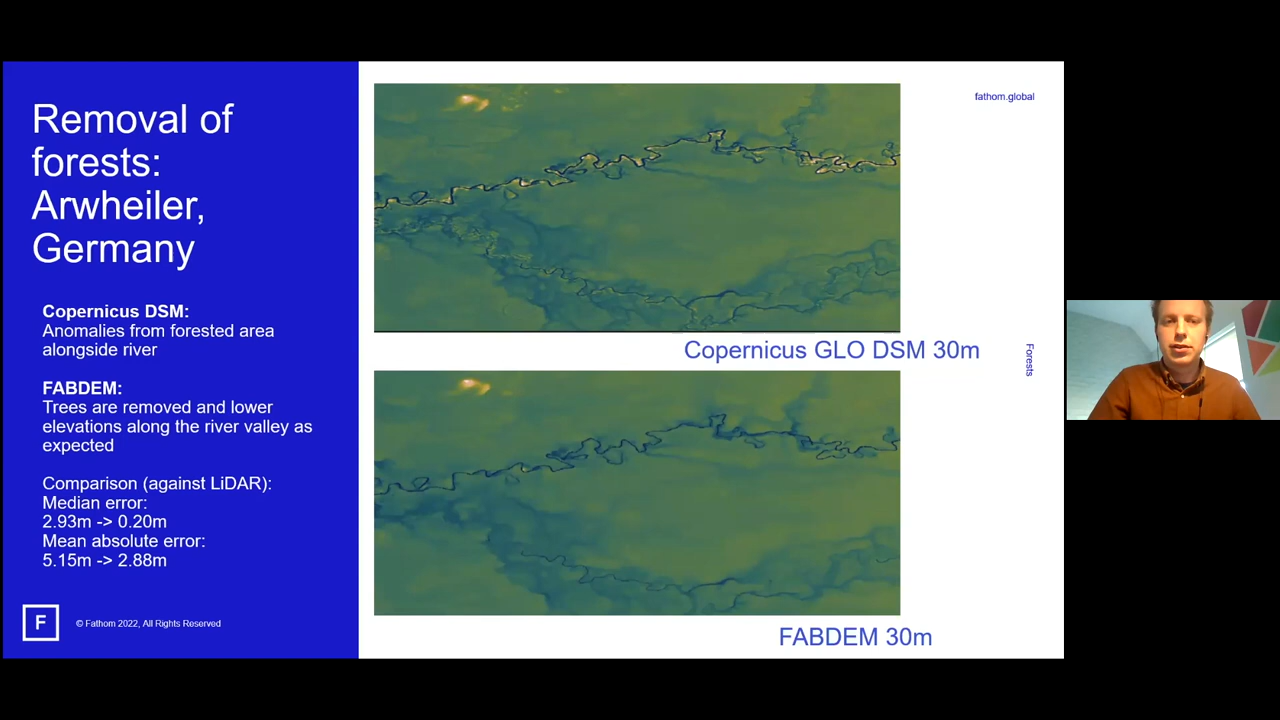 Removal of
forests:
Arwheiler,
Germany
Copernicus DSM:
Anomalies from forested area
alongside river
FABDEM:
Trees are removed and lower
elevations along the river valley as
expected
Comparison (against LiDAR):
Median error:
2.93m -> 0.20m
Mean absolute error:
5.15m -> 2.88m
F
© Fathom 2022, All Rights Reserved
fathom.global
Copernicus GLO DSM 30m
Forests
FABDEM 30m